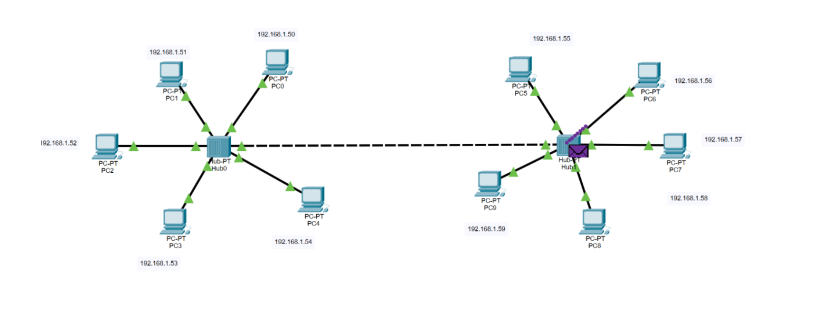 192.168.1.50
192.168.1.51
PC-PT
PC0
PC-PT
PC1
192.168.1.52
PC-PT
PC2
Hub-PT
Hub0
PC-PT
PC3
192.168.1.53
PC-PT
PC4
192.168.1.54
192.168.1.55
PC-PT
PC5
192.168.1.56
PC-PT
PC6
192.168.1.57
PC-PT
PC7
Hub-PT
PC-PT
PC9
192.168.1.59
PC-PT
PC8
192.168.1.58